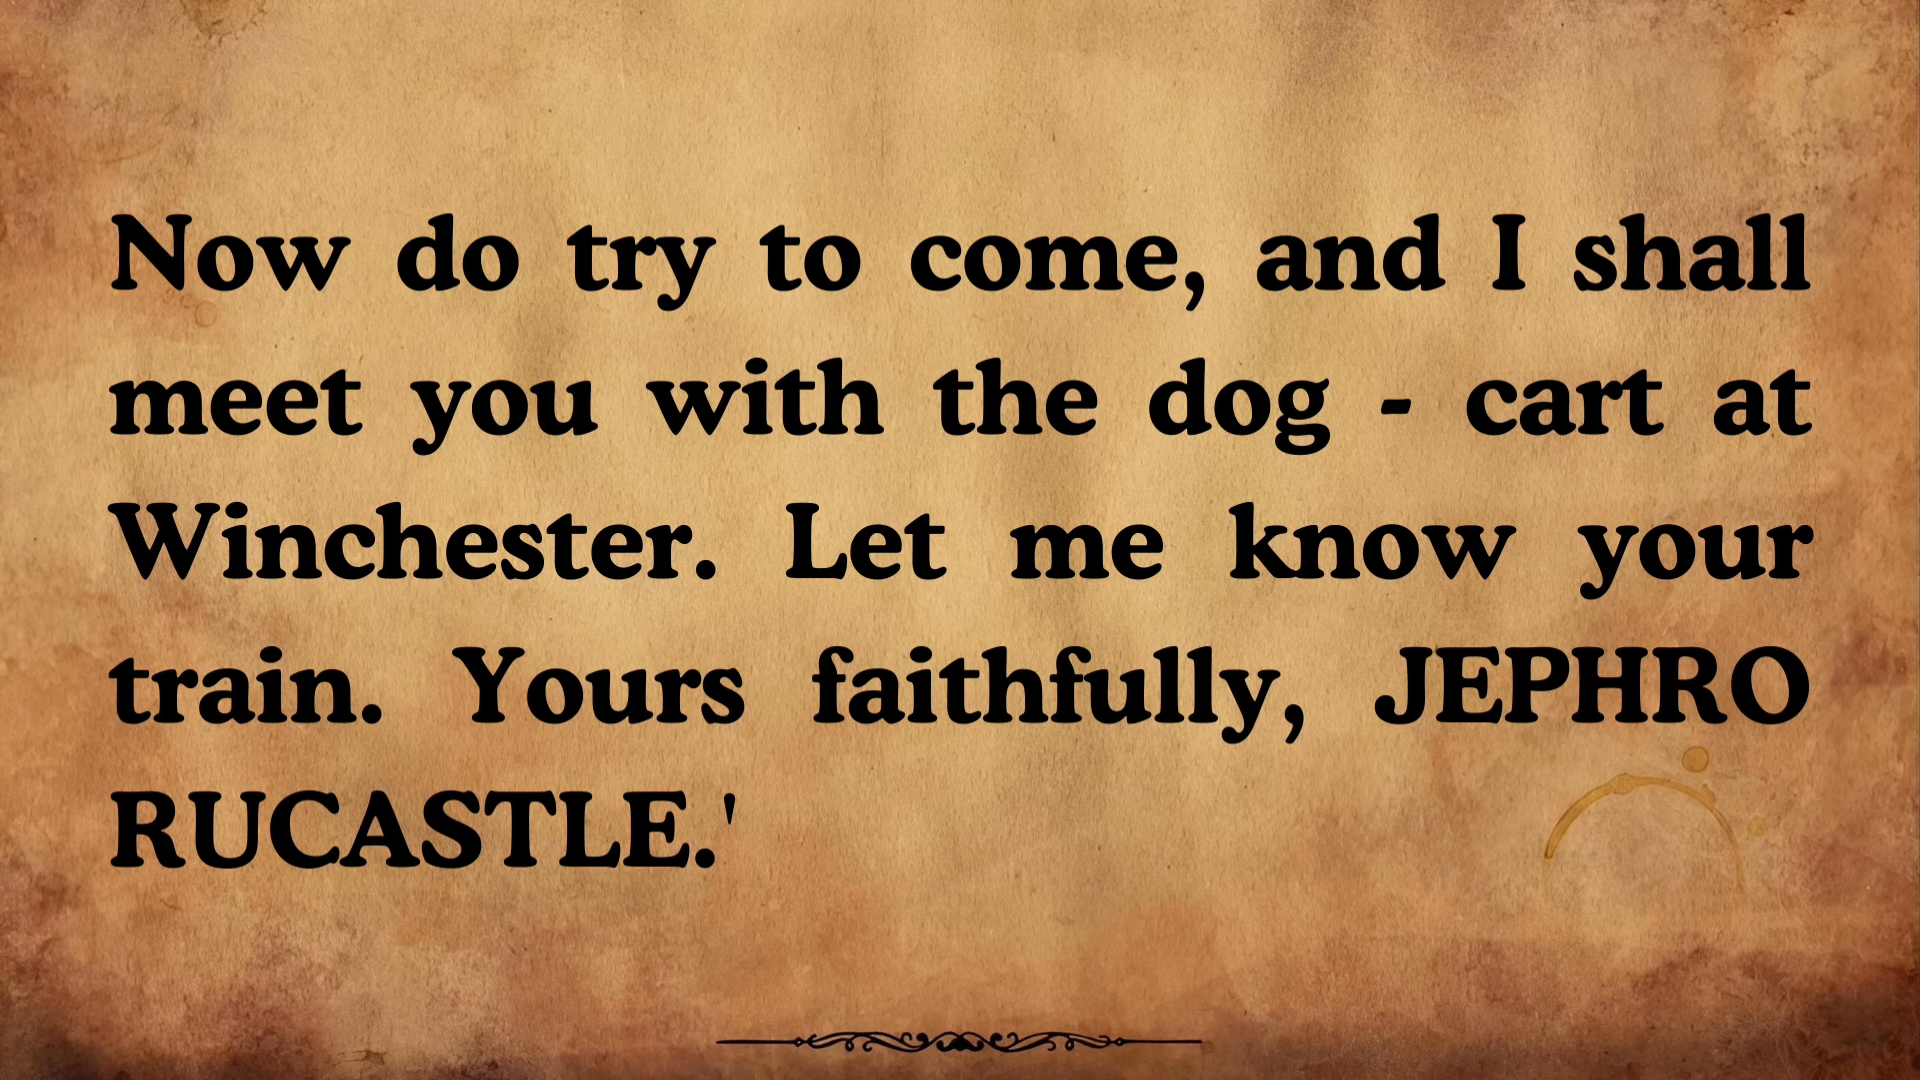 Now do try to come, and I shall
meet you with the dog - cart at
Winchester. Let me know your
train. Yours faithfully, JEPHRO
RUCASTLE.'